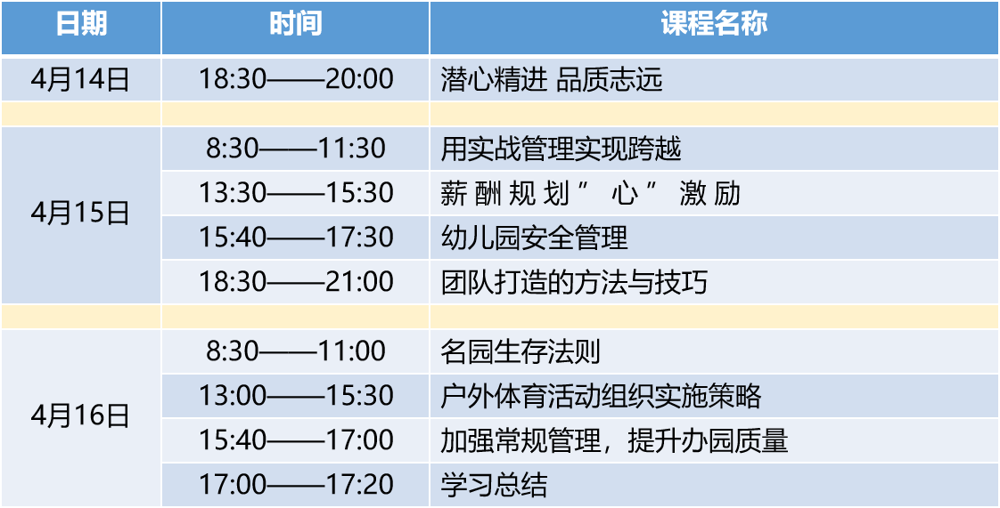 日期 时间 课程名称
4月14日 18:30——20:00 潜心精进 品质志远
8:30——11:30 用实战管理实现跨越
4月15日 13:30——15:30 薪 酬 规 划 ” 心 ” 激 励
15:40——17:30 幼儿园安全管理
18:30——21:00 团队打造的方法与技巧
8:30——11:00 名园生存法则
4月16日 13:00——15:30 户外体育活动组织实施策略
15:40——17:00 加强常规管理，提升办园质量
17:00——17:20 学习总结